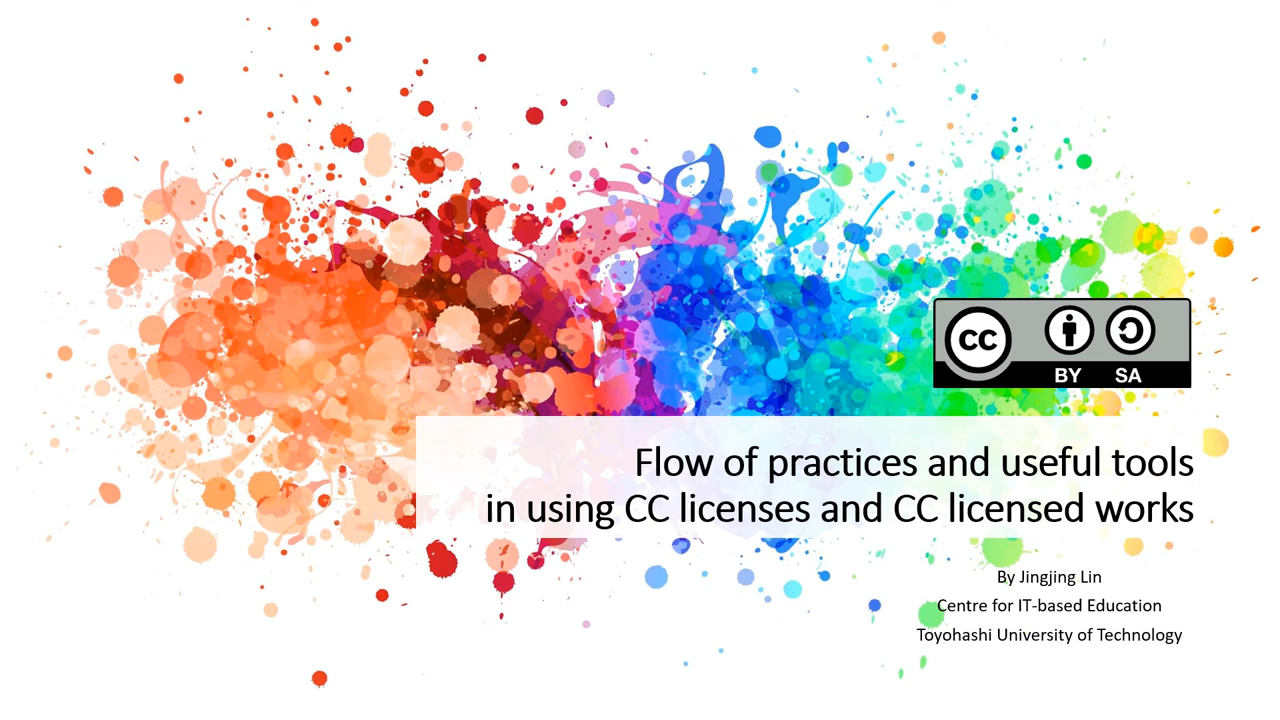 CC
BY SA
Flow of practices and useful tools
in using CC licenses and CC licensed works
By Jingjing Lin
Centre for IT-based Education
Toyohashi University of Technology